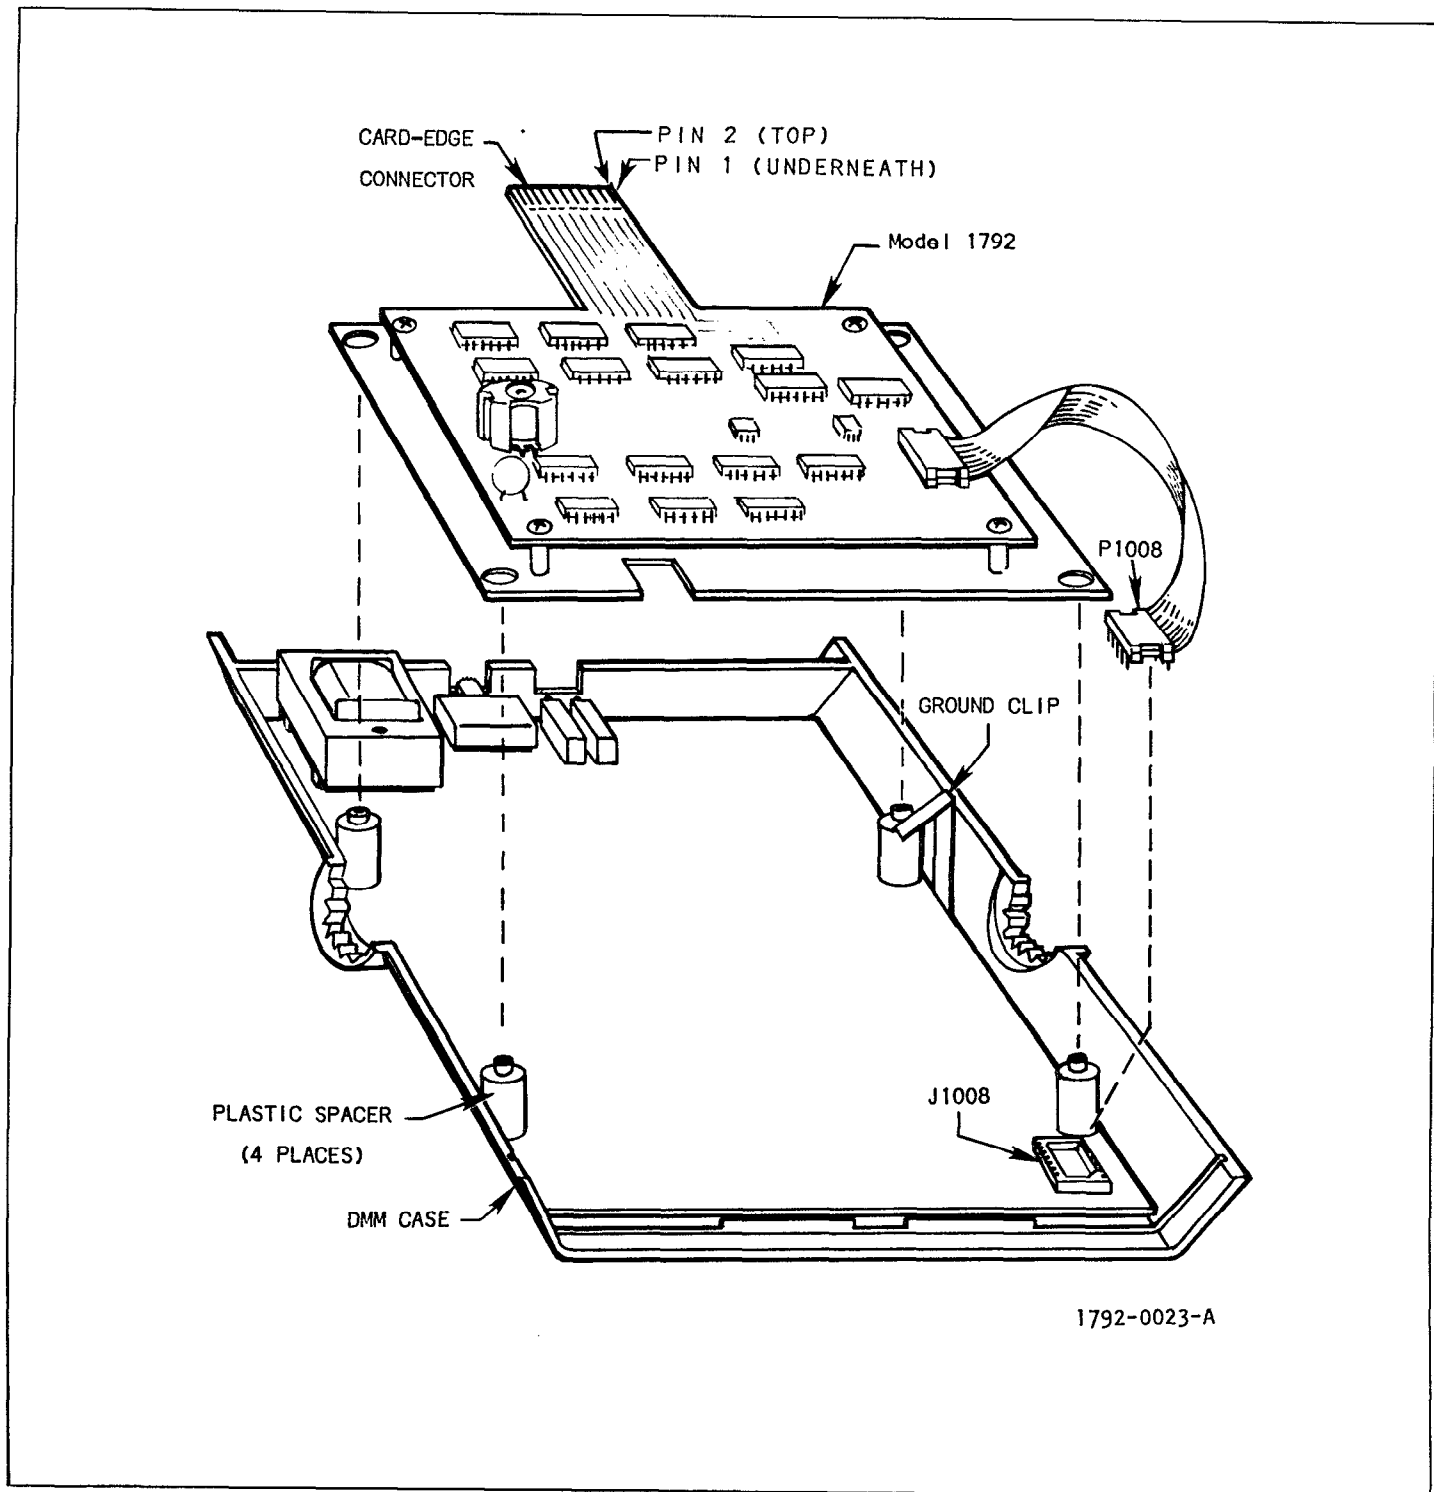 CARD-EDGE
CONNECTOR
PIN 2 (TOP)
PIN 1 (UNDERNEATH)
Model 1792
P1008
GROUND CLIP
J1008
PLASTIC SPACER
(4 PLACES)
DMM CASE
1792-0023-A